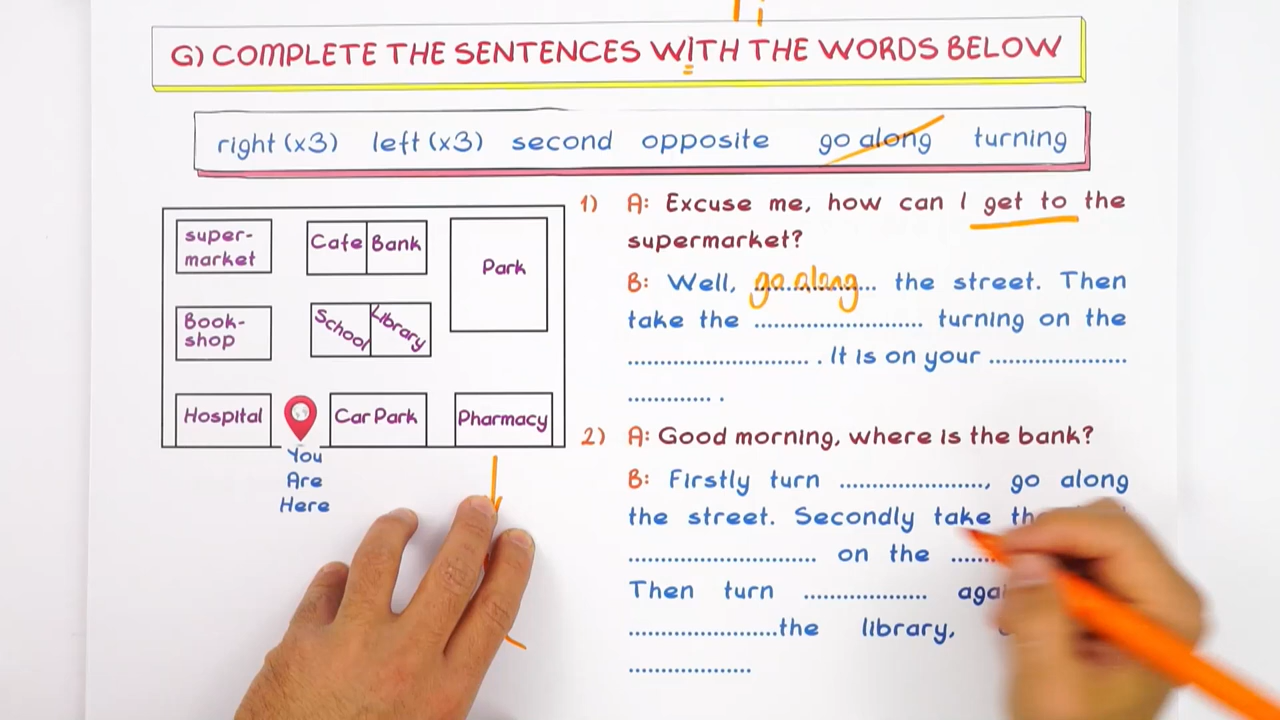 G) COMPLETE THE SENTENCES WITH THE WORDS BELOW
right (x3) left (x3) second opposite go along turning
super-
market
Cafe Bank
Park
Book-
shop
School Library
Hospital
Car Park
Pharmacy
You
Are
Here
1) A: Excuse me, how can I get to the
supermarket?
B: Well, go along the street. Then
take the .............................. turning on the
................................ . It is on your ........................
.............. .
2) A: Good morning, where is the bank?
B: Firstly turn ........................., go along
the street. Secondly take
................................. on the
Then turn .....................
..........................the library,
.....................